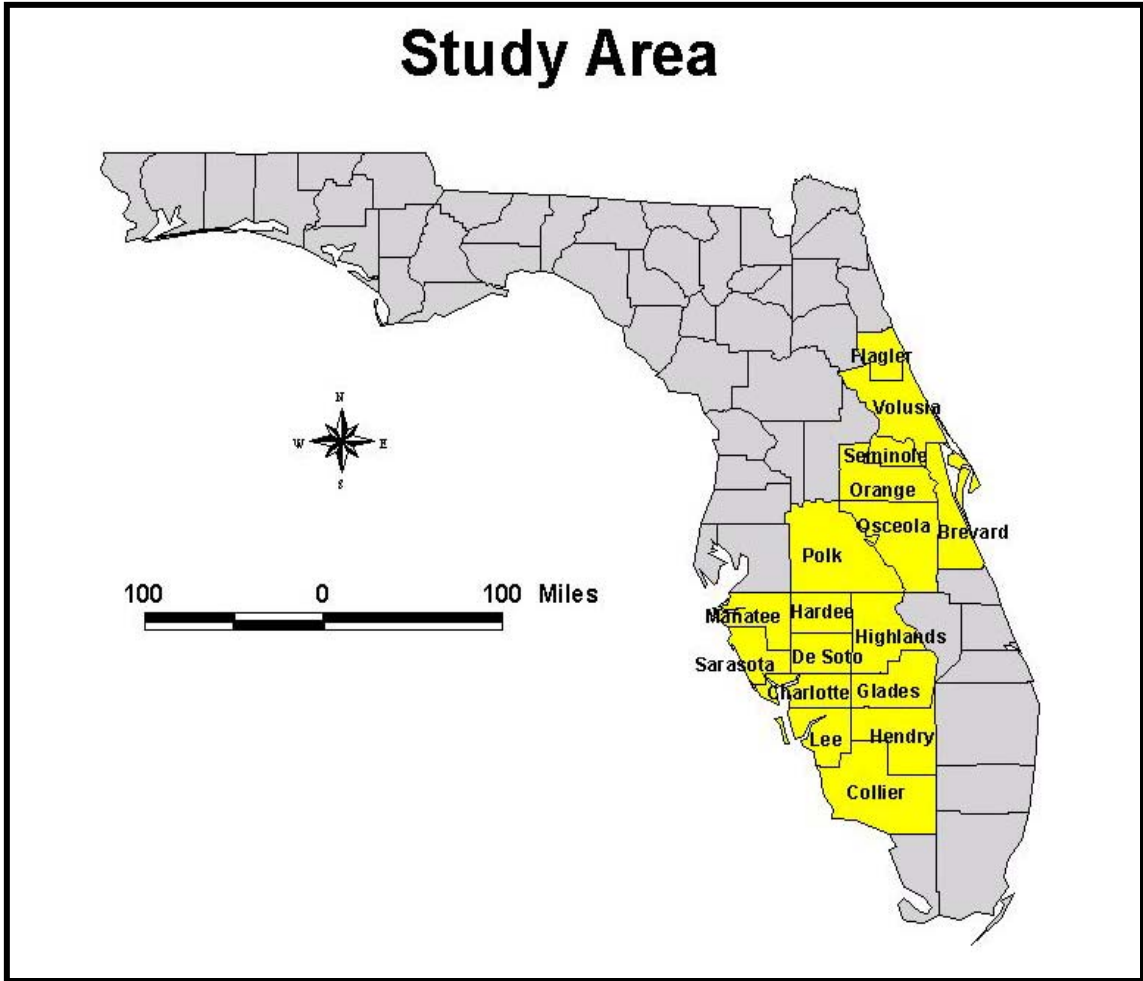 Study Area
Flagler
Volusia
N
W E
S
Seminole
Orange
Osceola
Brevard
Polk
100 0 100 Miles
Manatee
Hardee
Highlands
Sarasota
De Soto
Charlotte
Glades
Lee
Hendry
Collier